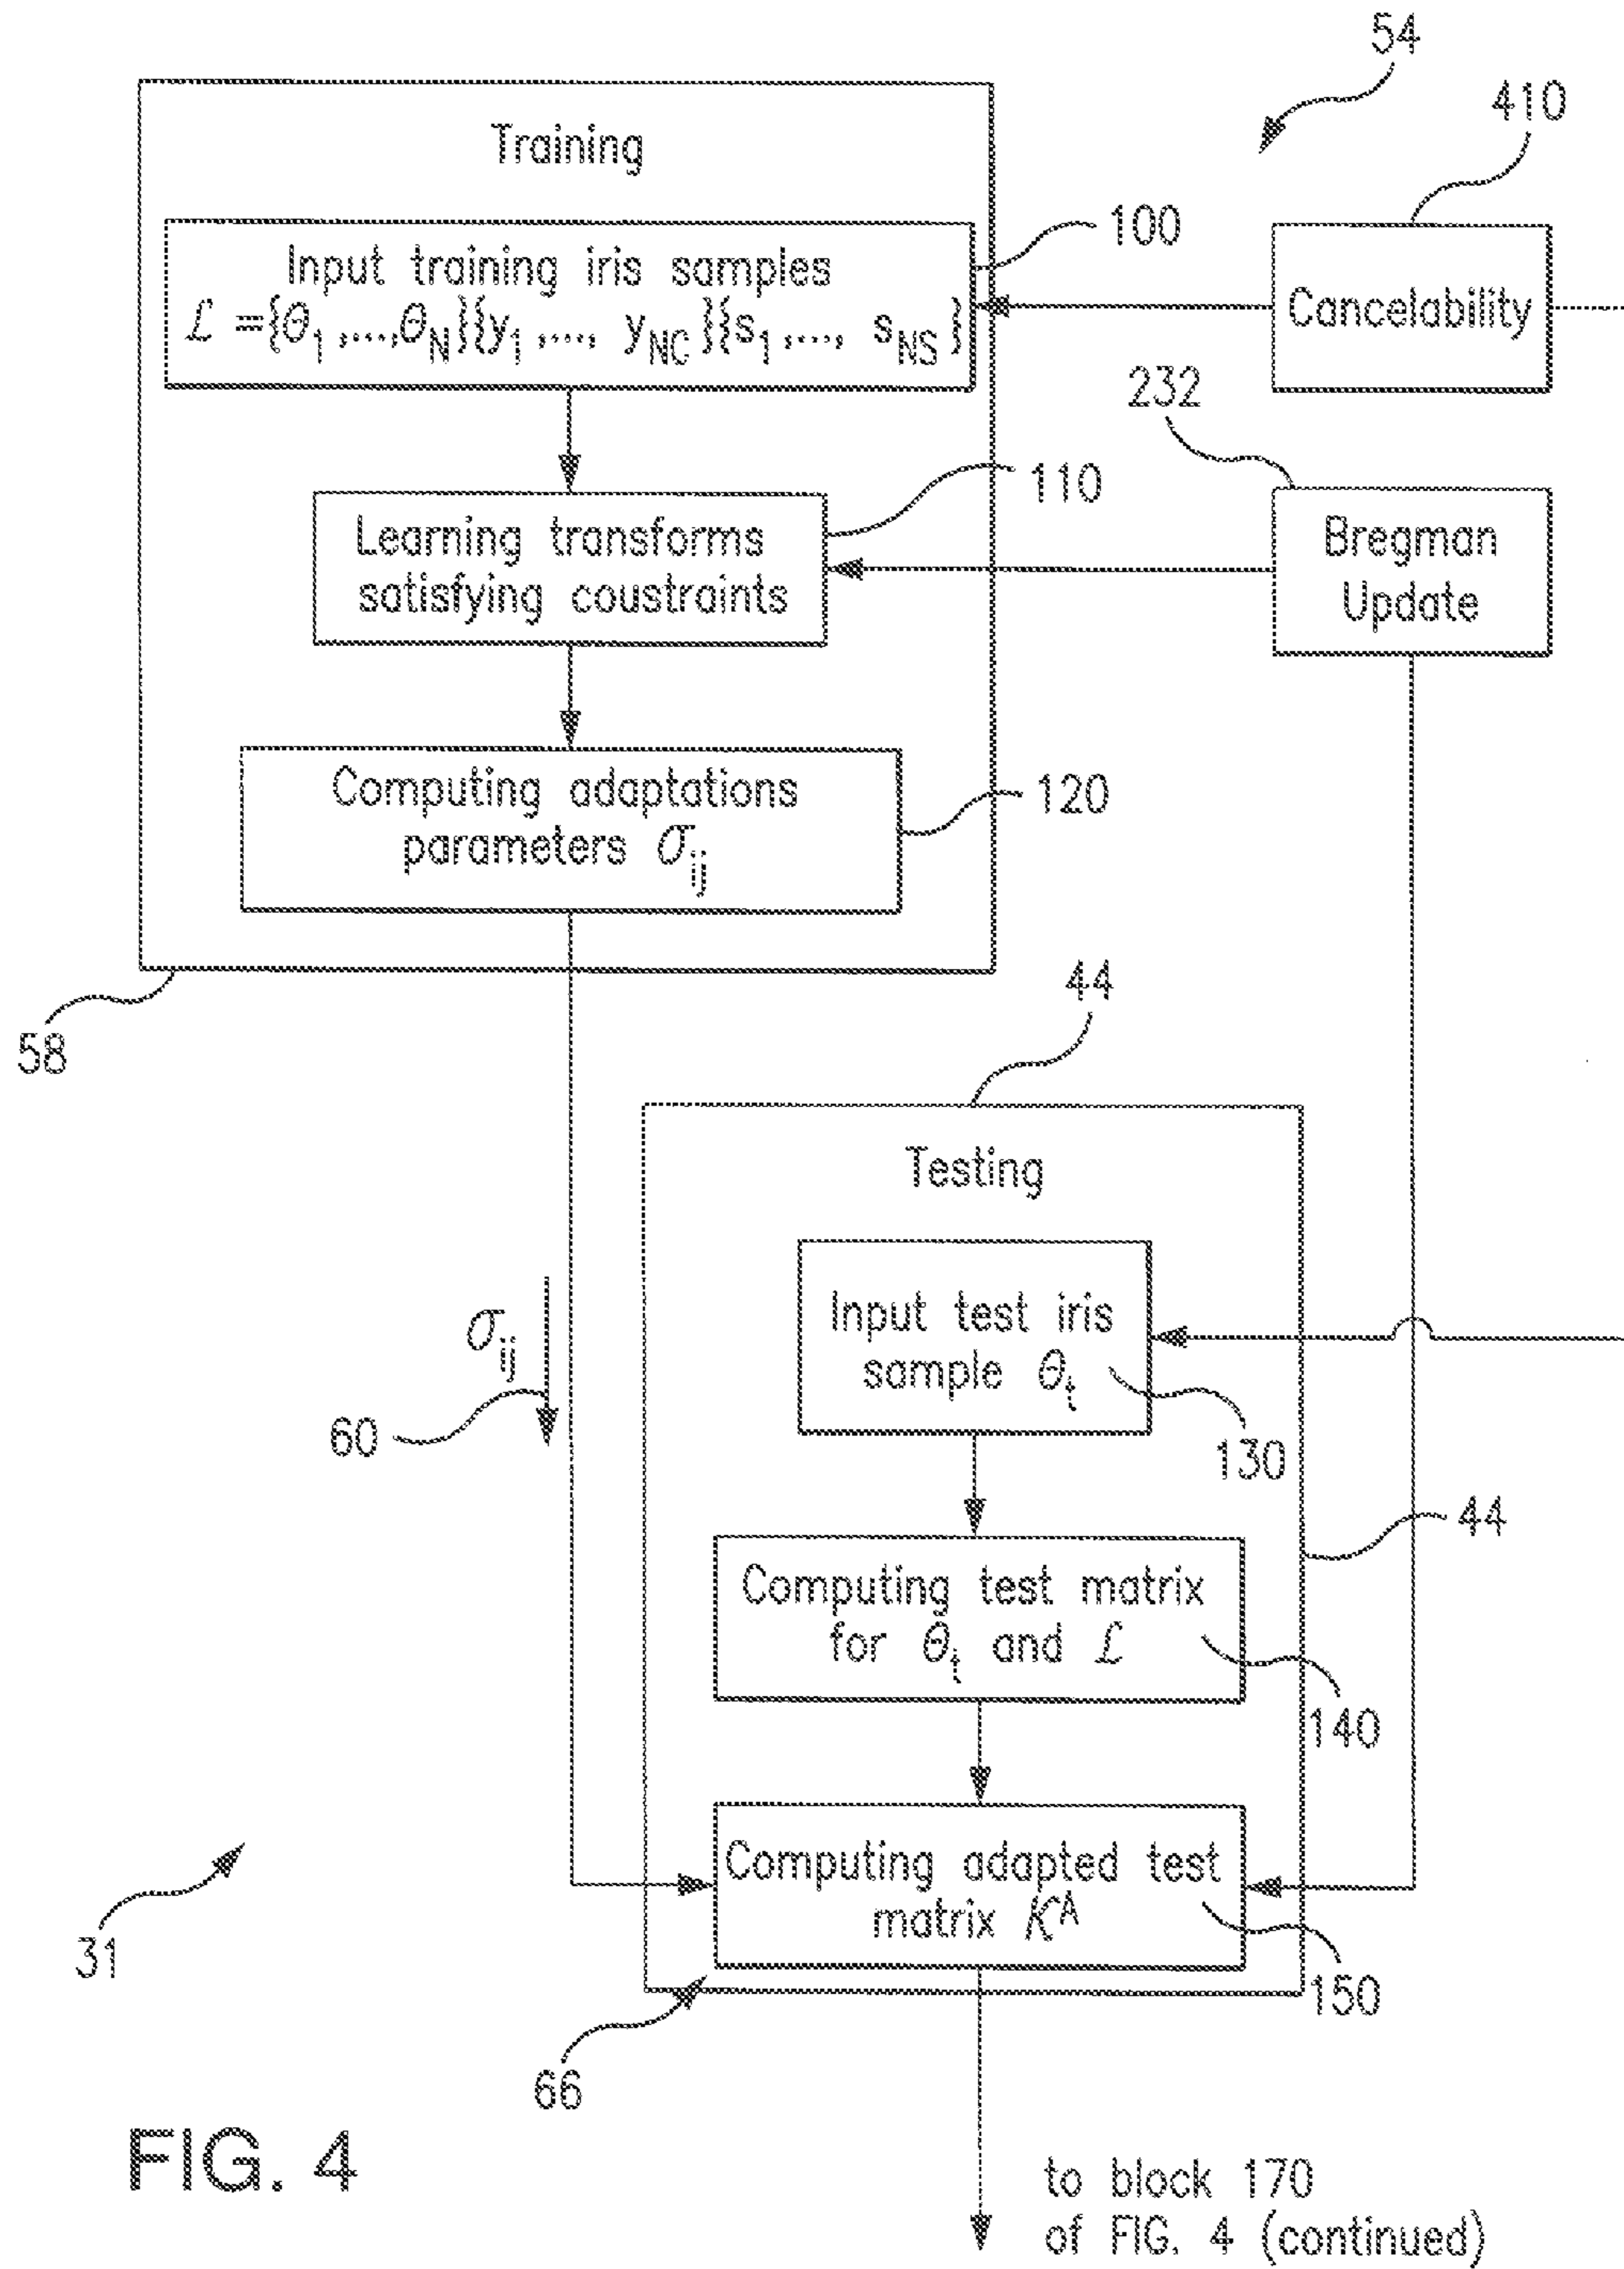 54
410
Training
100
Input training iris samples
ℒ ={Θ1 ,...,ΘN}{y1 ,..., yNC}{s1 ,..., sNS}
Cancelability
232
110
Learning transforms
satisfying coustraints
Bregman
Update
Computing adaptations
parameters σij
120
58
44
Testing
Input test iris
sample Θt
σij
60
130
44
Computing test matrix
for Θt and ℒ
140
Computing adapted test
matrix KA
31
150
66
FIG. 4
to block 170
of FIG. 4 (continued)